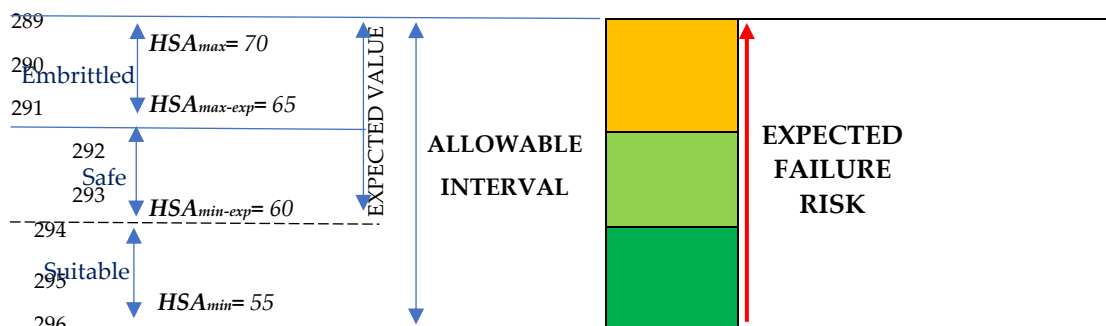 289
HSAmax= 70
290
Embrittled
291
HSAmax-exp= 65
EXPECTED VALUE
ALLOWABLE
INTERVAL
EXPECTED
FAILURE
RISK
292
Safe
293
HSAmin-exp= 60
294
Suitable
295
HSAmin= 55
296